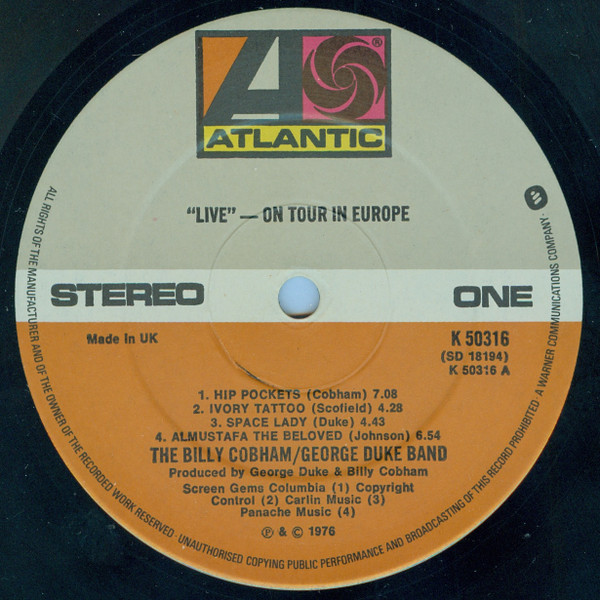 ATLANTIC
®
"LIVE" — ON TOUR IN EUROPE
STEREO
ONE
Made In UK
K 50316
(SD 18194)
K 50316 A
1. HIP POCKETS (Cobham) 7.08
2. IVORY TATTOO (Scofield) 4.28
3. SPACE LADY (Duke) 4.43
4. ALMUSTAFA THE BELOVED (Johnson) 6.54
THE BILLY COBHAM/GEORGE DUKE BAND
Produced by George Duke & Billy Cobham
Screen Gems Columbia (1) Copyright
Control (2) Carlin Music (3)
Panache Music (4)
℗ & © 1976
ALL RIGHTS OF THE MANUFACTURER AND OF THE OWNER OF THE RECORDED WORK RESERVED · UNAUTHORISED COPYING PUBLIC PERFORMANCE AND BROADCASTING OF THIS RECORD PROHIBITED · A WARNER COMMUNICATIONS COMPANY ·